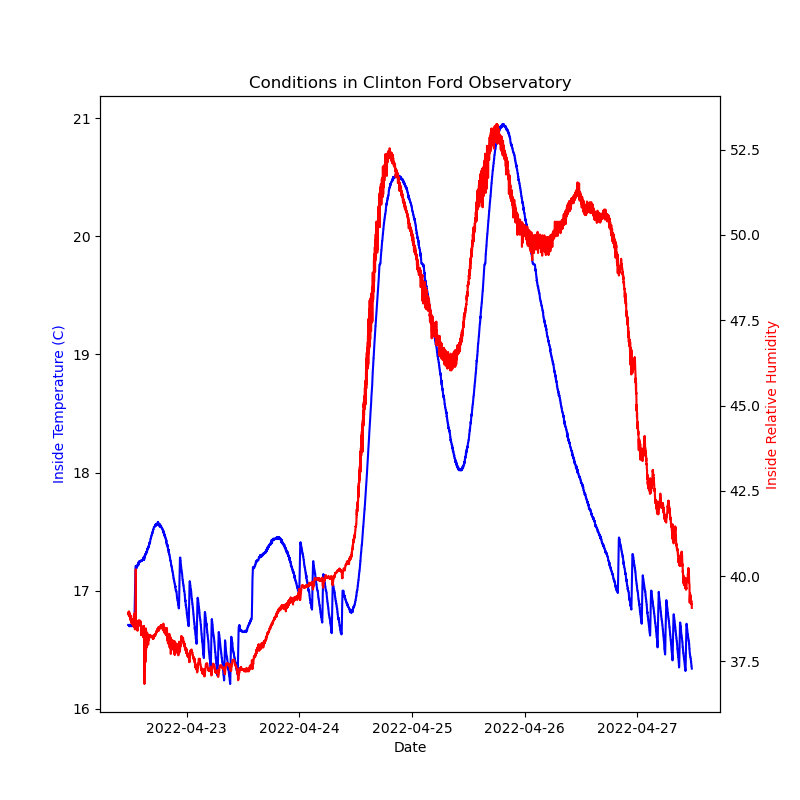 Conditions in Clinton Ford Observatory
21
20
19
18
17
16
Inside Temperature (C)
52.5
50.0
47.5
45.0
42.5
40.0
37.5
Inside Relative Humidity
2022-04-23 2022-04-24 2022-04-25 2022-04-26 2022-04-27
Date